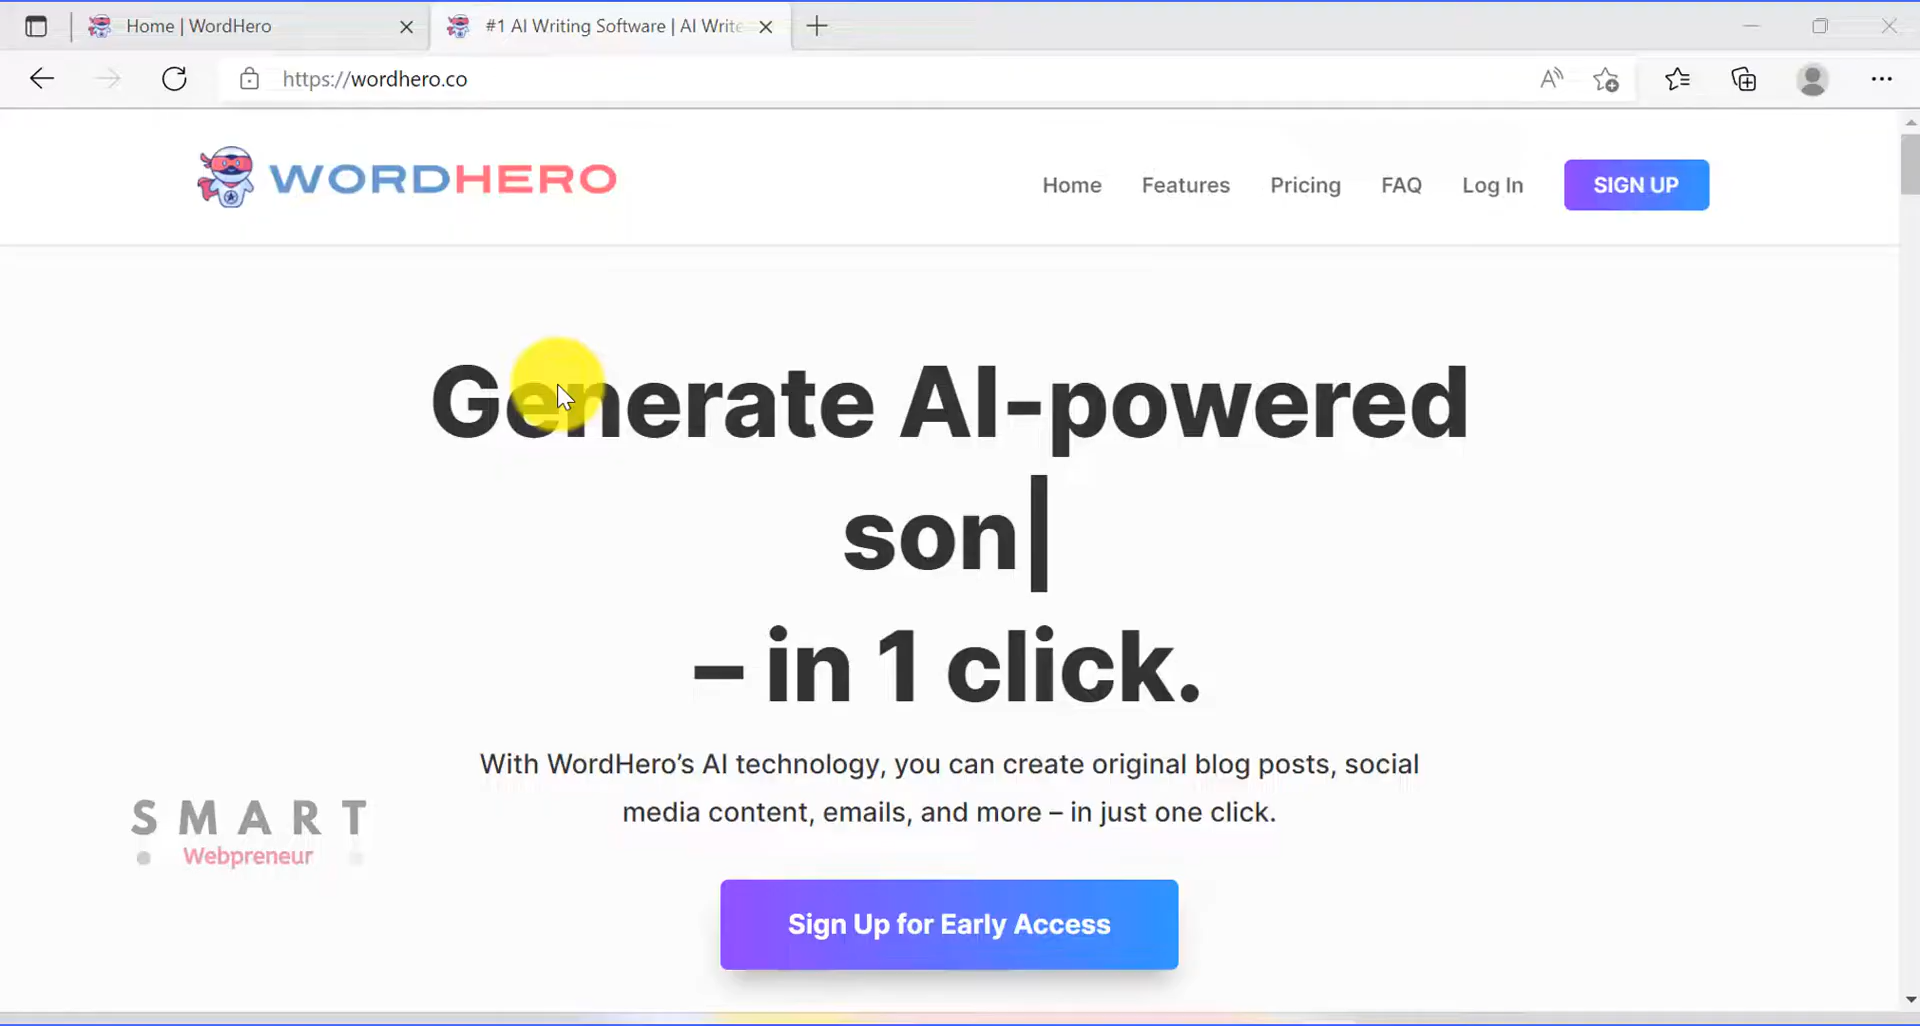 Home | WordHero
#1 AI Writing Software | AI Write
https://wordhero.co
WORDHERO
Home
Features
Pricing
FAQ
Log In
SIGN UP
Generate AI-powered
son|
– in 1 click.
With WordHero’s AI technology, you can create original blog posts, social
media content, emails, and more – in just one click.
SMART
Webpreneur
Sign Up for Early Access